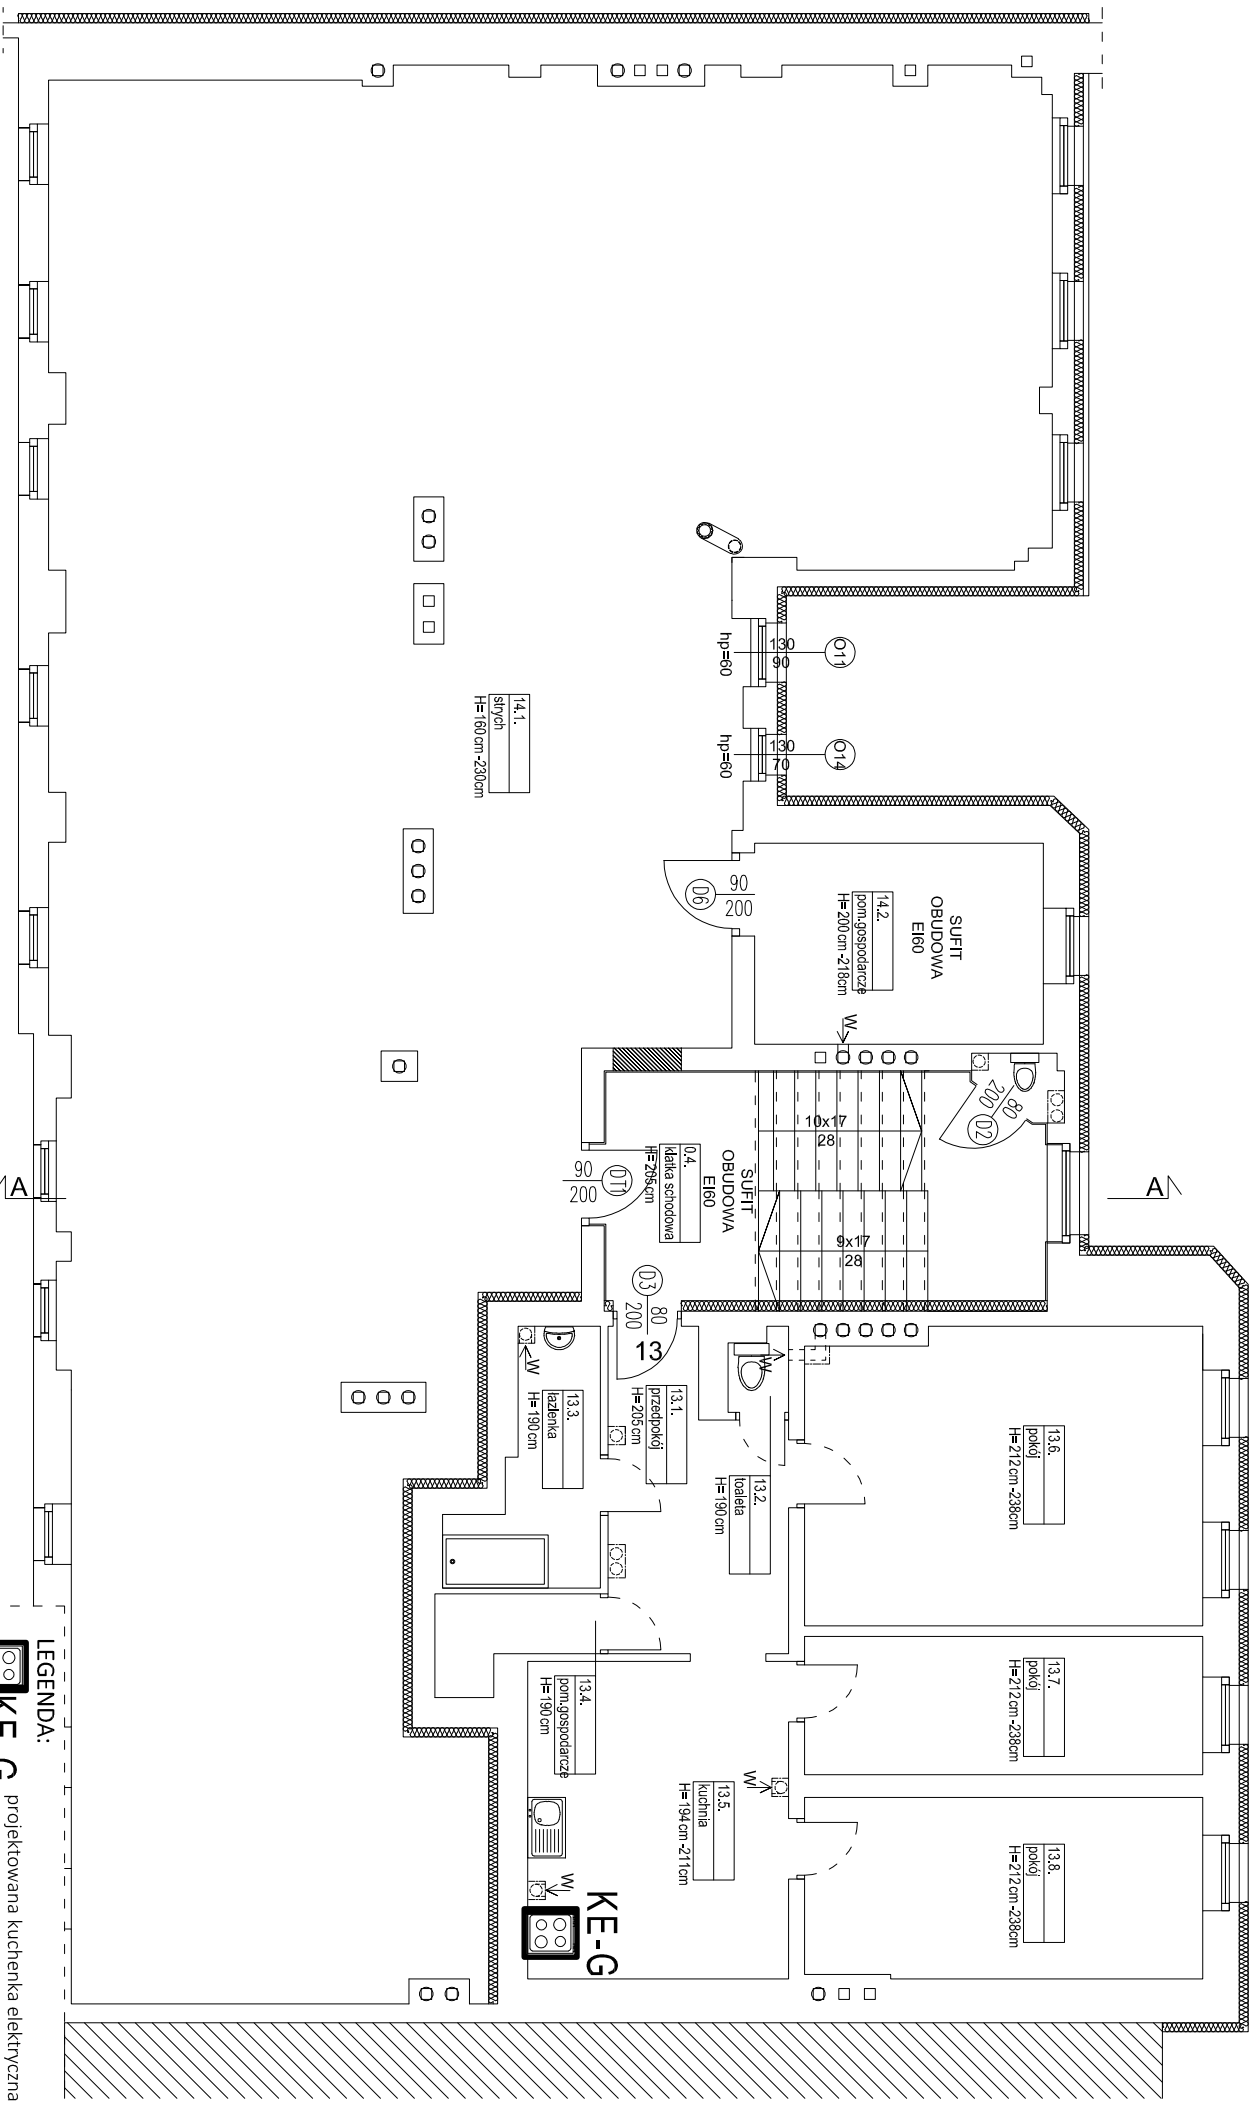 O11
130
90
hp=60
O14
130
70
hp=60
14.1.
strych
H=160cm-230cm
SUFIT
OBUDOWA
EI60
14.2.
pom.gospodarcze
H=200cm-218cm
D6
90
200
W
D2
80
200
10x17
28
9x17
28
A
A
SUFIT
OBUDOWA
EI60
0.4.
klatka schodowa
H=205cm
DT1
90
200
D3
80
200
13
W
W
13.1.
przedpokój
H=205cm
13.2.
toaleta
H=190cm
13.3.
łazienka
H=190cm
13.4.
pom.gospodarcze
H=190cm
13.5.
kuchnia
H=194cm-211cm
13.6.
pokój
H=212cm-238cm
13.7.
pokój
H=212cm-238cm
13.8.
pokój
H=212cm-238cm
W
W
KE-G
LEGENDA:
KE-G projektowana kuchenka elektryczna